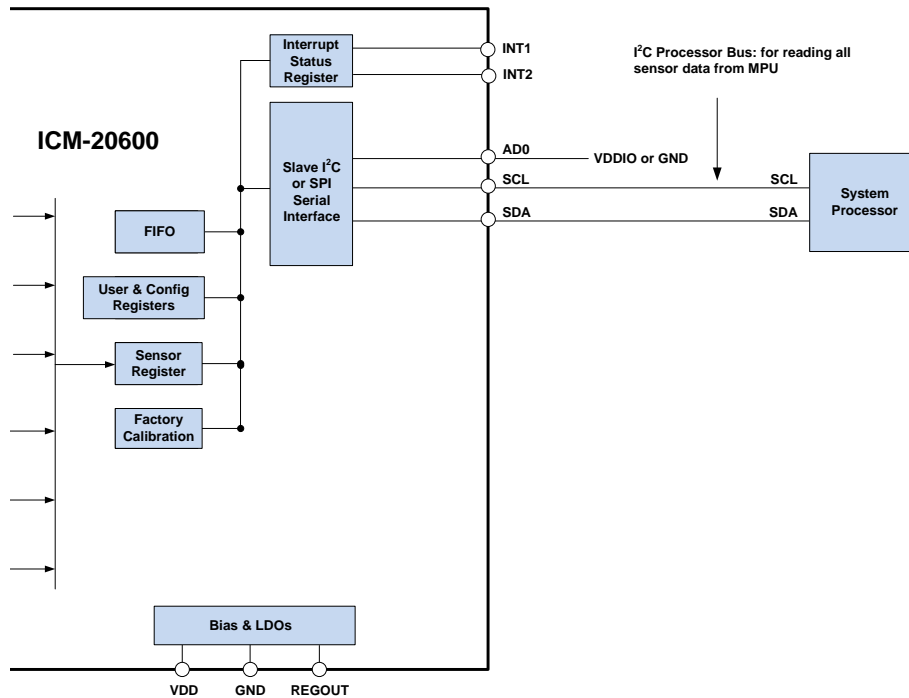 Interrupt
Status
Register
INT1
INT2
I²C Processor Bus: for reading all
sensor data from MPU
ICM-20600
Slave I²C
or SPI
Serial
Interface
AD0
VDDIO or GND
SCL
SCL
SDA
SDA
System
Processor
FIFO
User & Config
Registers
Sensor
Register
Factory
Calibration
Bias & LDOs
VDD
GND
REGOUT